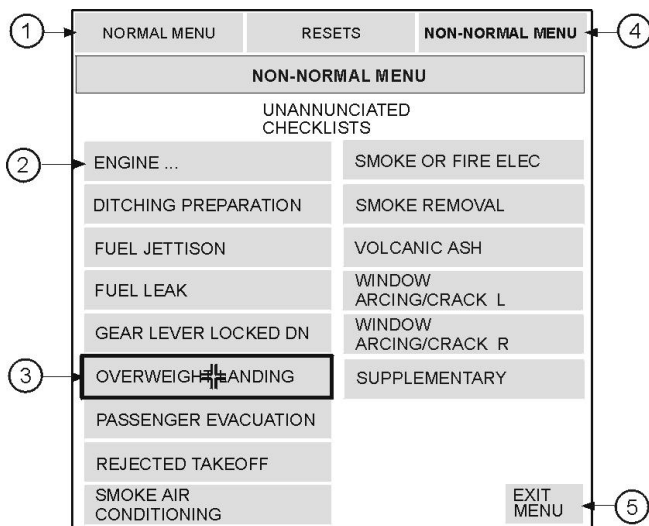 NORMAL MENU
RESETS
NON-NORMAL MENU
NON-NORMAL MENU
UNANNUNCIATED
CHECKLISTS
ENGINE ...
DITCHING PREPARATION
FUEL JETTISON
FUEL LEAK
GEAR LEVER LOCKED DN
OVERWEIGHT LANDING
PASSENGER EVACUATION
REJECTED TAKEOFF
SMOKE AIR
CONDITIONING
SMOKE OR FIRE ELEC
SMOKE REMOVAL
VOLCANIC ASH
WINDOW
ARCING/CRACK L
WINDOW
ARCING/CRACK R
SUPPLEMENTARY
EXIT
MENU
1
2
3
4
5